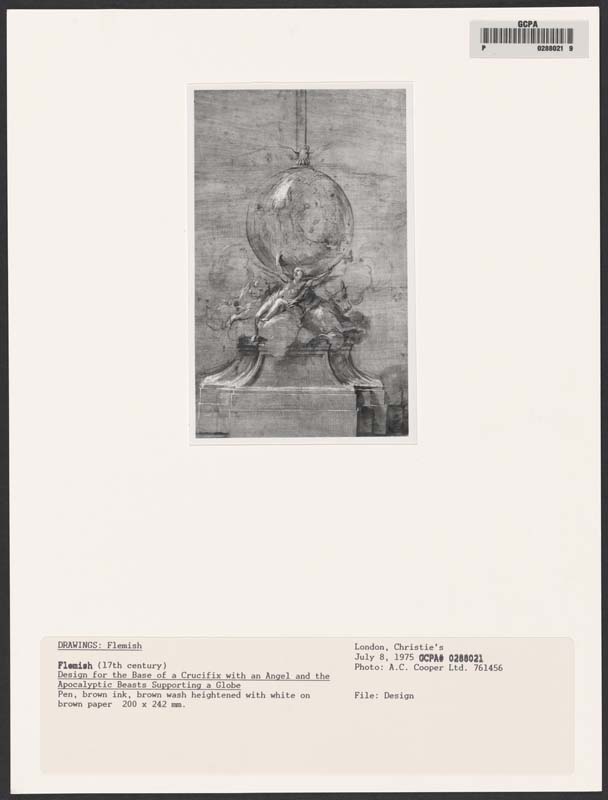 GCPA
P 0288021 9
DRAWINGS: Flemish
Flemish (17th century)
Design for the Base of a Crucifix with an Angel and the
Apocalyptic Beasts Supporting a Globe
Pen, brown ink, brown wash heightened with white on
brown paper 200 x 242 mm.
London, Christie's
July 8, 1975 GCPA# 0288021
Photo: A.C. Cooper Ltd. 761456
File: Design